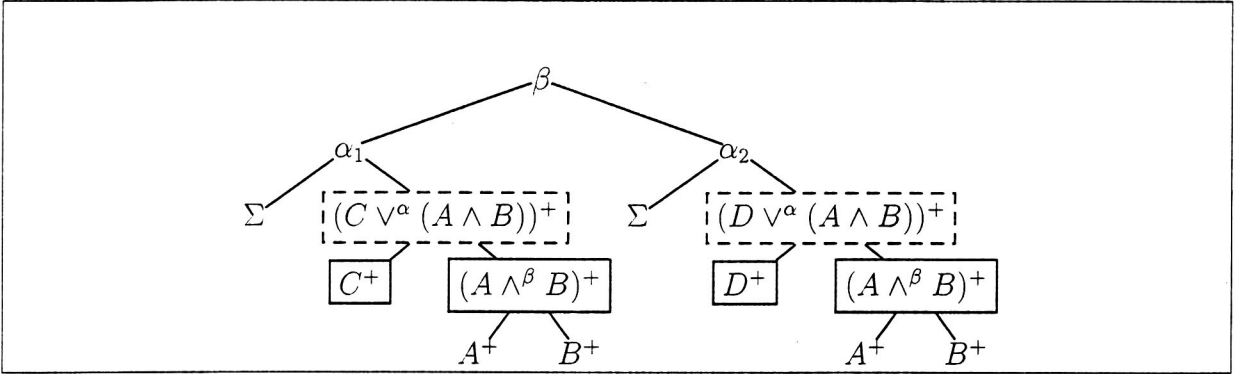 β
α₁ α₂
Σ (C ∨ᵅ (A ∧ B))⁺ Σ (D ∨ᵅ (A ∧ B))⁺
C⁺ (A ∧ᵝ B)⁺ D⁺ (A ∧ᵝ B)⁺
A⁺ B⁺ A⁺ B⁺